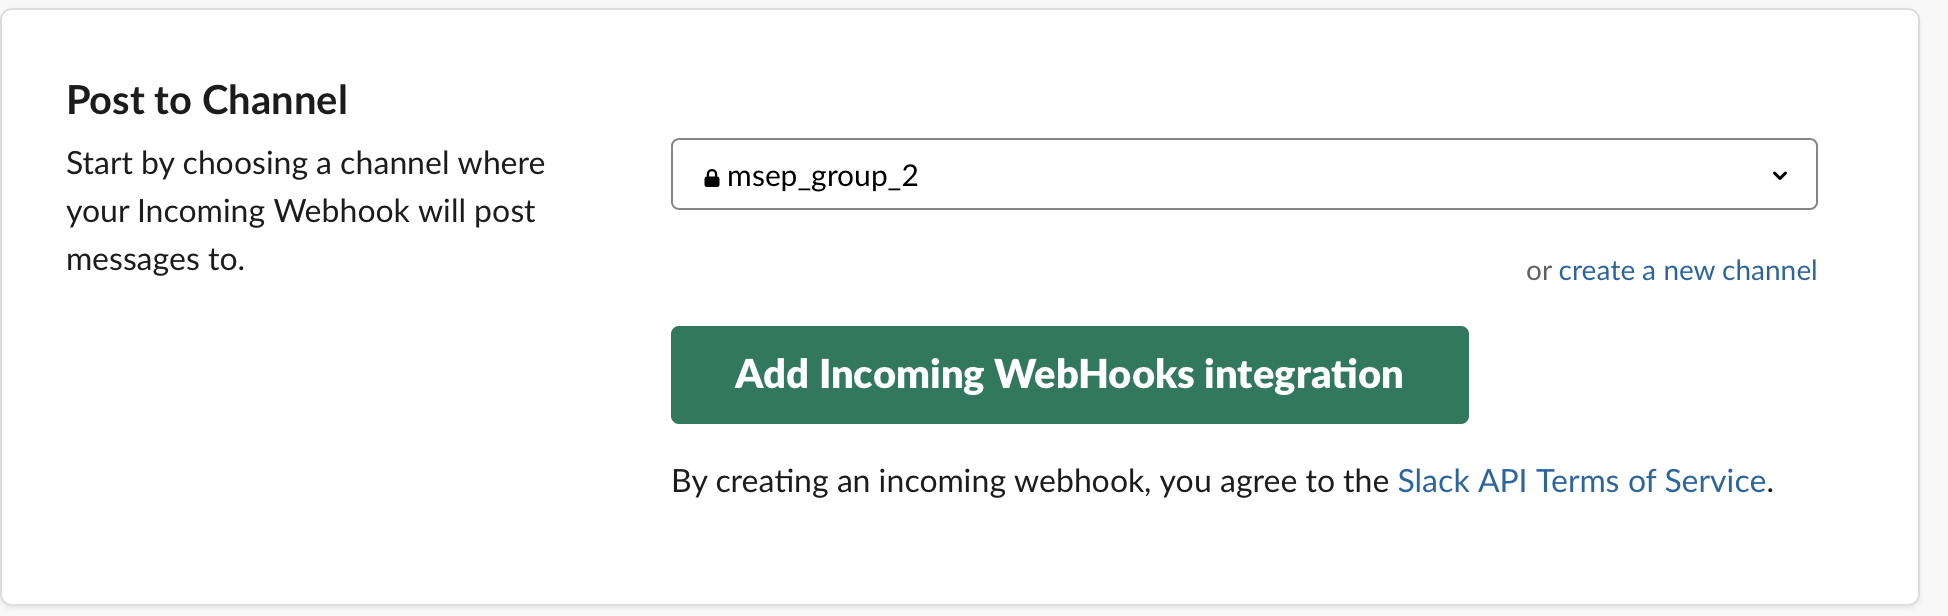 Post to Channel
Start by choosing a channel where
your Incoming Webhook will post
messages to.
msep_group_2
or create a new channel
Add Incoming WebHooks integration
By creating an incoming webhook, you agree to the Slack API Terms of Service.